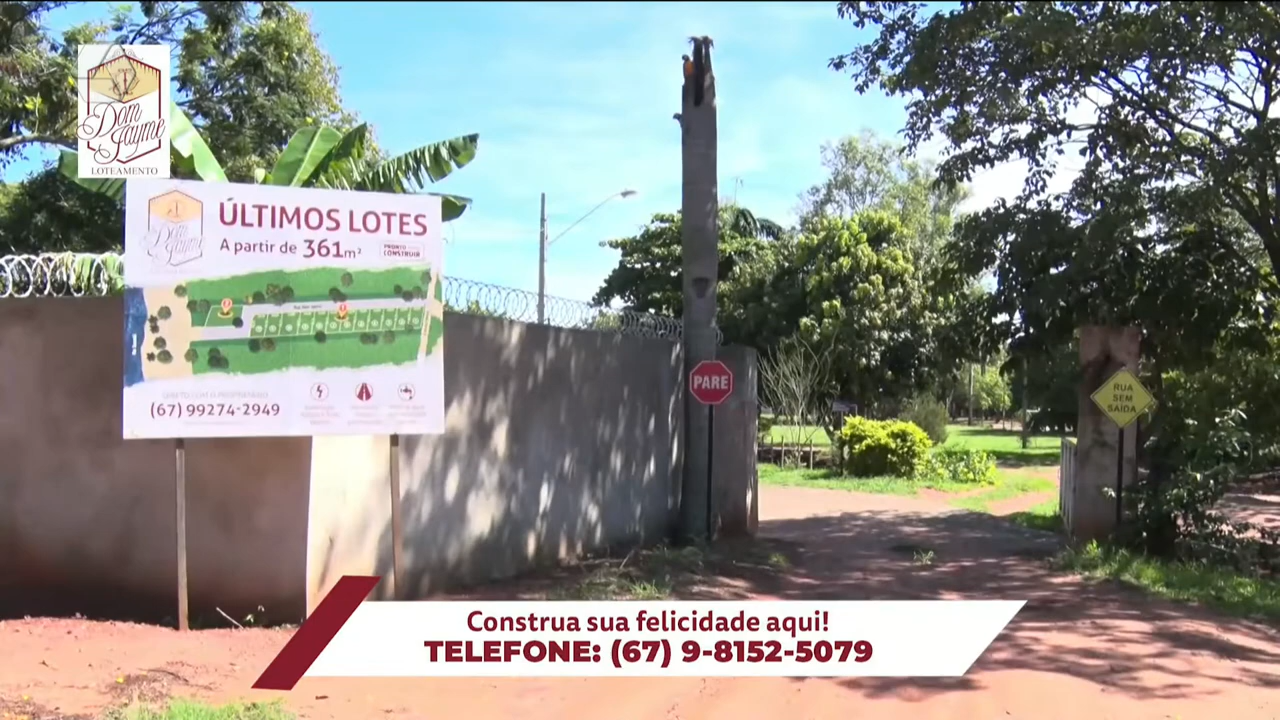 Dom
Jayme
LOTEAMENTO
Dom
Jayme
ÚLTIMOS LOTES
A partir de 361m²
PRONTO
CONSTRUIR
(67) 99274-2949
PARE
RUA
SEM
SAÍDA
Construa sua felicidade aqui!
TELEFONE: (67) 9-8152-5079